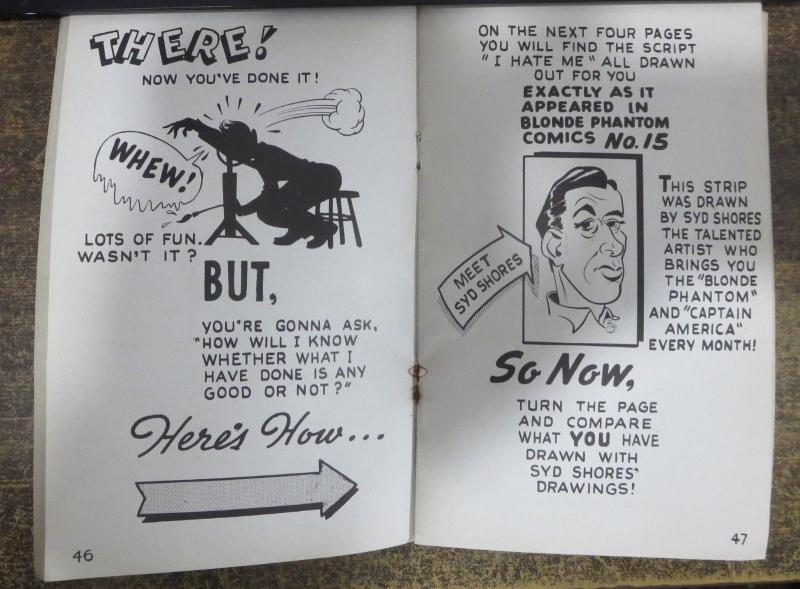 THERE!
NOW YOU'VE DONE IT!
WHEW!
LOTS OF FUN.
WASN'T IT?
BUT,
YOU'RE GONNA ASK,
"HOW WILL I KNOW
WHETHER WHAT I
HAVE DONE IS ANY
GOOD OR NOT?"
Here's How...
46
ON THE NEXT FOUR PAGES
YOU WILL FIND THE SCRIPT
"I HATE ME" ALL DRAWN
OUT FOR YOU
EXACTLY AS IT
APPEARED IN
BLONDE PHANTOM
COMICS No. 15
MEET
SYD SHORES
THIS STRIP
WAS DRAWN
BY SYD SHORES
THE TALENTED
ARTIST WHO
BRINGS YOU
THE "BLONDE
PHANTOM"
AND "CAPTAIN
AMERICA"
EVERY MONTH!
So Now,
TURN THE PAGE
AND COMPARE
WHAT YOU HAVE
DRAWN WITH
SYD SHORES'
DRAWINGS!
47